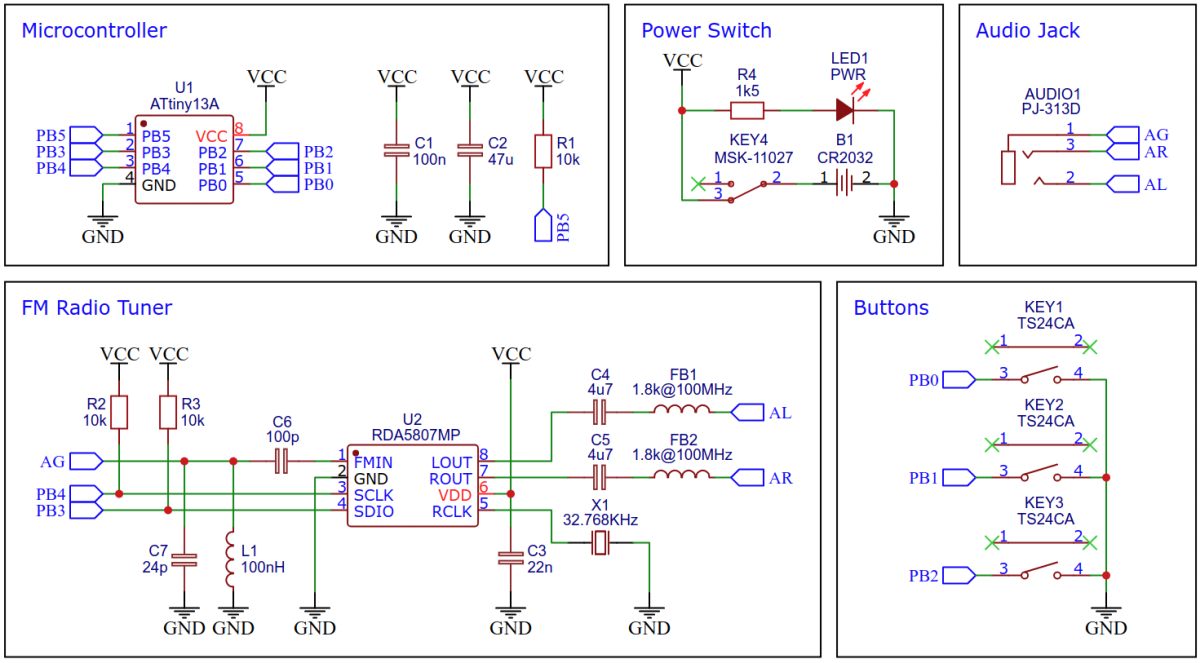 Microcontroller
U1
ATtiny13A
VCC
PB5 1 PB5 VCC 8
PB3 2 PB3 PB2 7 PB2
PB4 3 PB4 PB1 6 PB1
4 GND PB0 5 PB0
GND
VCC
C1
100n
GND
VCC
C2
47u
GND
VCC
R1
10k
PB5
Power Switch
VCC
R4
1k5
LED1
PWR
KEY4
MSK-11027
1
2
3
B1
CR2032
1 2
GND
Audio Jack
AUDIO1
PJ-313D
1 AG
3 AR
2 AL
FM Radio Tuner
VCC VCC
R2
10k
R3
10k
C6
100p
AG
PB4
PB3
C7
24p
L1
100nH
GND GND GND
U2
RDA5807MP
1 FMIN LOUT 8
2 GND ROUT 7
3 SCLK VDD 6
4 SDIO RCLK 5
VCC
C4
4u7
FB1
1.8k@100MHz
AL
C5
4u7
FB2
1.8k@100MHz
AR
X1
32.768KHz
C3
22n
GND
GND
Buttons
KEY1
TS24CA
1 2
PB0 3 4
KEY2
TS24CA
1 2
PB1 3 4
KEY3
TS24CA
1 2
PB2 3 4
GND